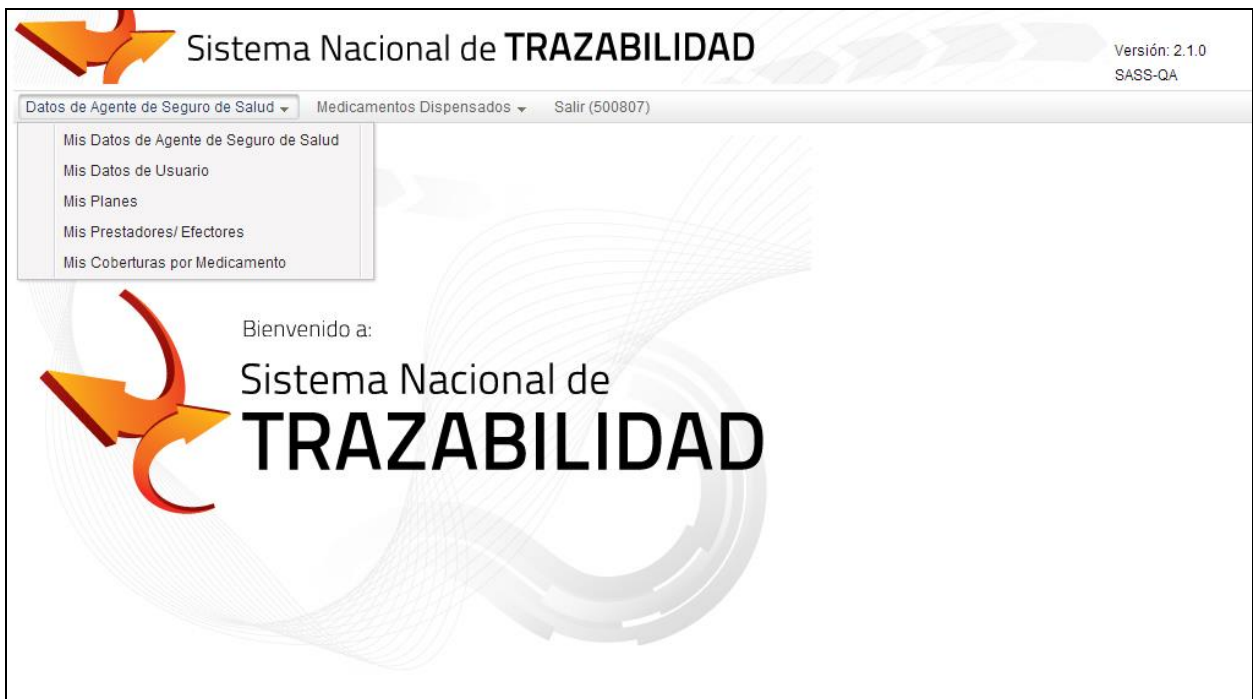 Sistema Nacional de TRAZABILIDAD
Versión: 2.1.0
SASS-QA
Datos de Agente de Seguro de Salud Medicamentos Dispensados Salir (500807)
Mis Datos de Agente de Seguro de Salud
Mis Datos de Usuario
Mis Planes
Mis Prestadores/ Efectores
Mis Coberturas por Medicamento
Bienvenido a:
Sistema Nacional de
TRAZABILIDAD